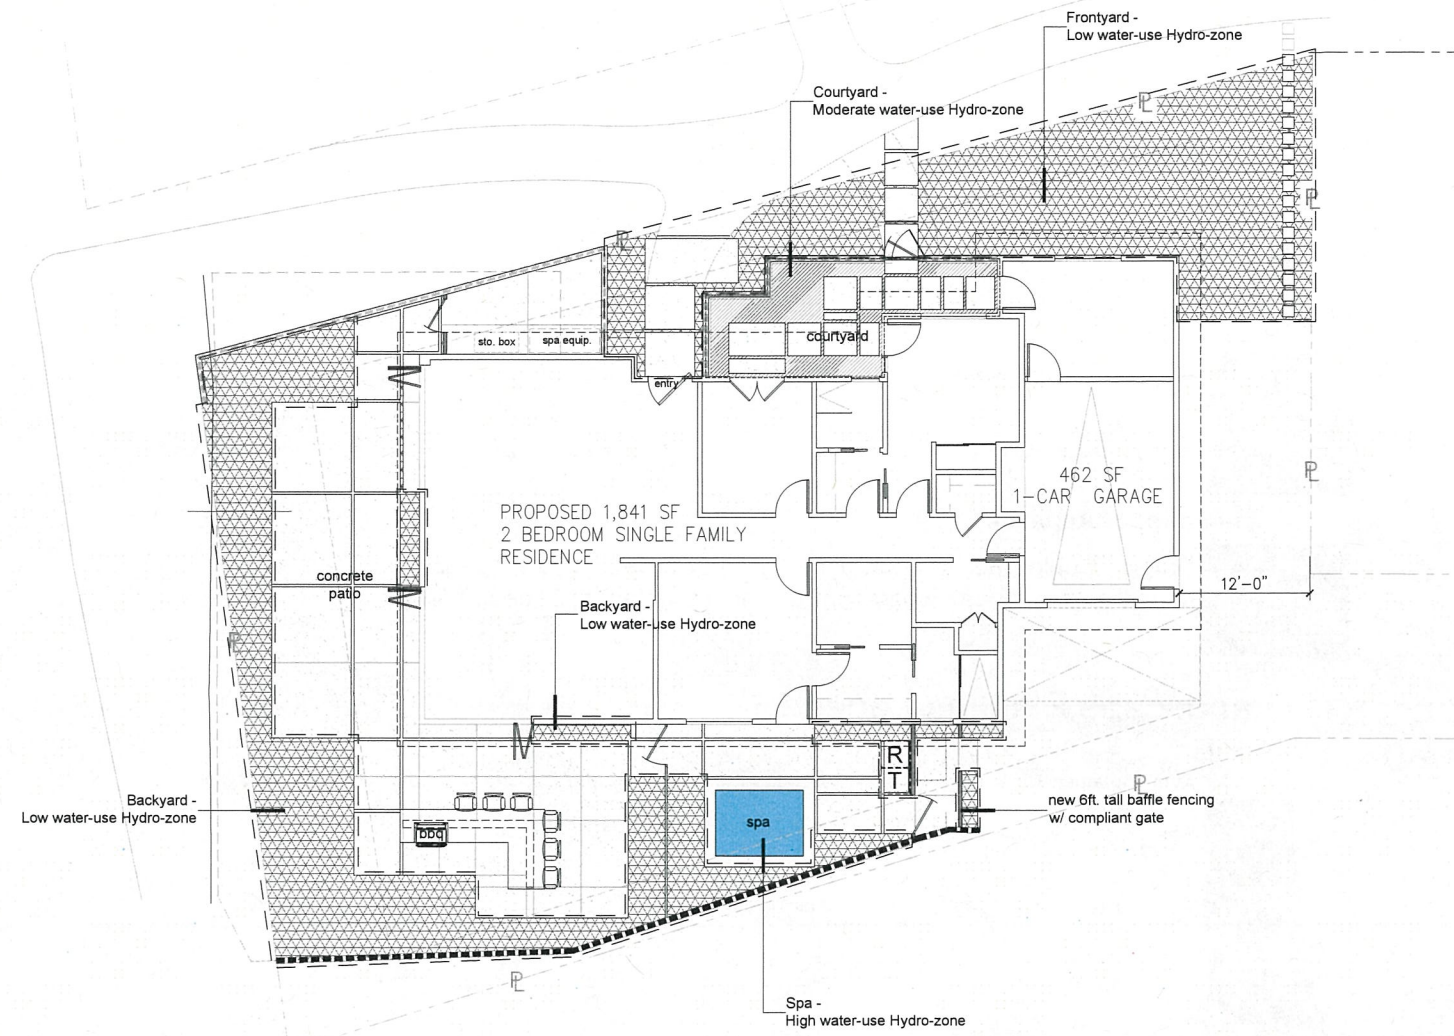 Frontyard -
Low water-use Hydro-zone
Courtyard -
Moderate water-use Hydro-zone
PL
PL
PL
sto. box
spa equip.
courtyard
entry
462 SF
1-CAR GARAGE
PL
PROPOSED 1,841 SF
2 BEDROOM SINGLE FAMILY
RESIDENCE
concrete
patio
12'-0"
Backyard -
Low water-use Hydro-zone
PL
R
T
PL
Backyard -
Low water-use Hydro-zone
new 6ft. tall baffle fencing
w/ compliant gate
spa
bbq
PL
Spa -
High water-use Hydro-zone